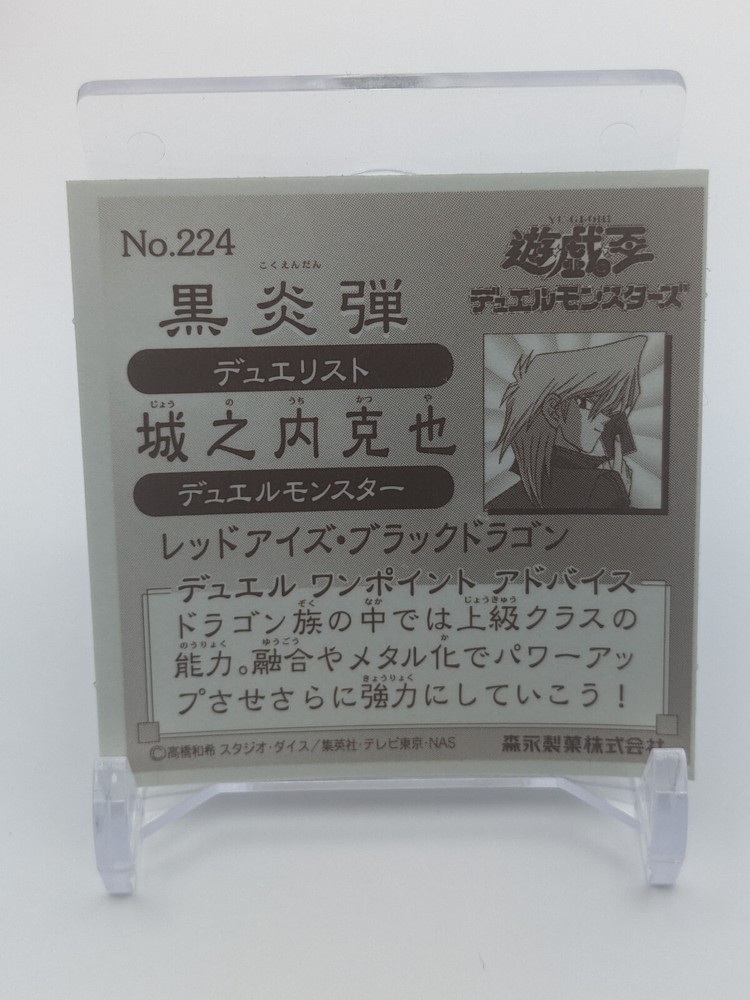 No.224
YU-GI-OH!
遊戯王
デュエルモンスターズ
こくえんだん
黒炎弾
デュエリスト
じょう の うち かつ や
城之内克也
デュエルモンスター
レッドアイズ・ブラックドラゴン
デュエル ワンポイント アドバイス
ぞく なか じょうきゅう
ドラゴン族の中では上級クラスの
のうりょく ゆうごう か
能力。融合やメタル化でパワーアッ
きょうりょく
プさせさらに強力にしていこう！
©高橋和希 スタジオ・ダイス/集英社・テレビ東京・NAS
森永製菓株式会社